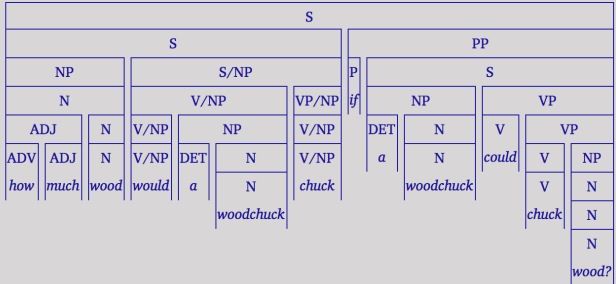 S
S PP
NP S/NP P S
N V/NP VP/NP if NP VP
ADJ N V/NP NP V/NP DET N V VP
ADV ADJ N V/NP DET N V/NP a N could V NP
how much wood would a N chuck woodchuck V N
woodchuck chuck N
N
wood?